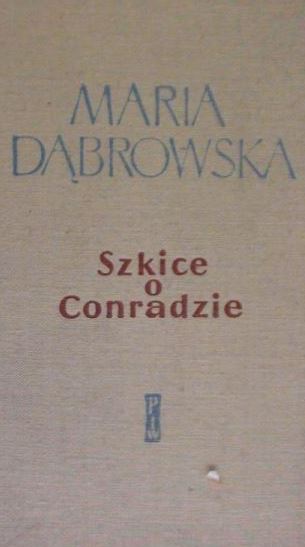 MARIA
DĄBROWSKA
Szkice
o
Conradzie
PIW